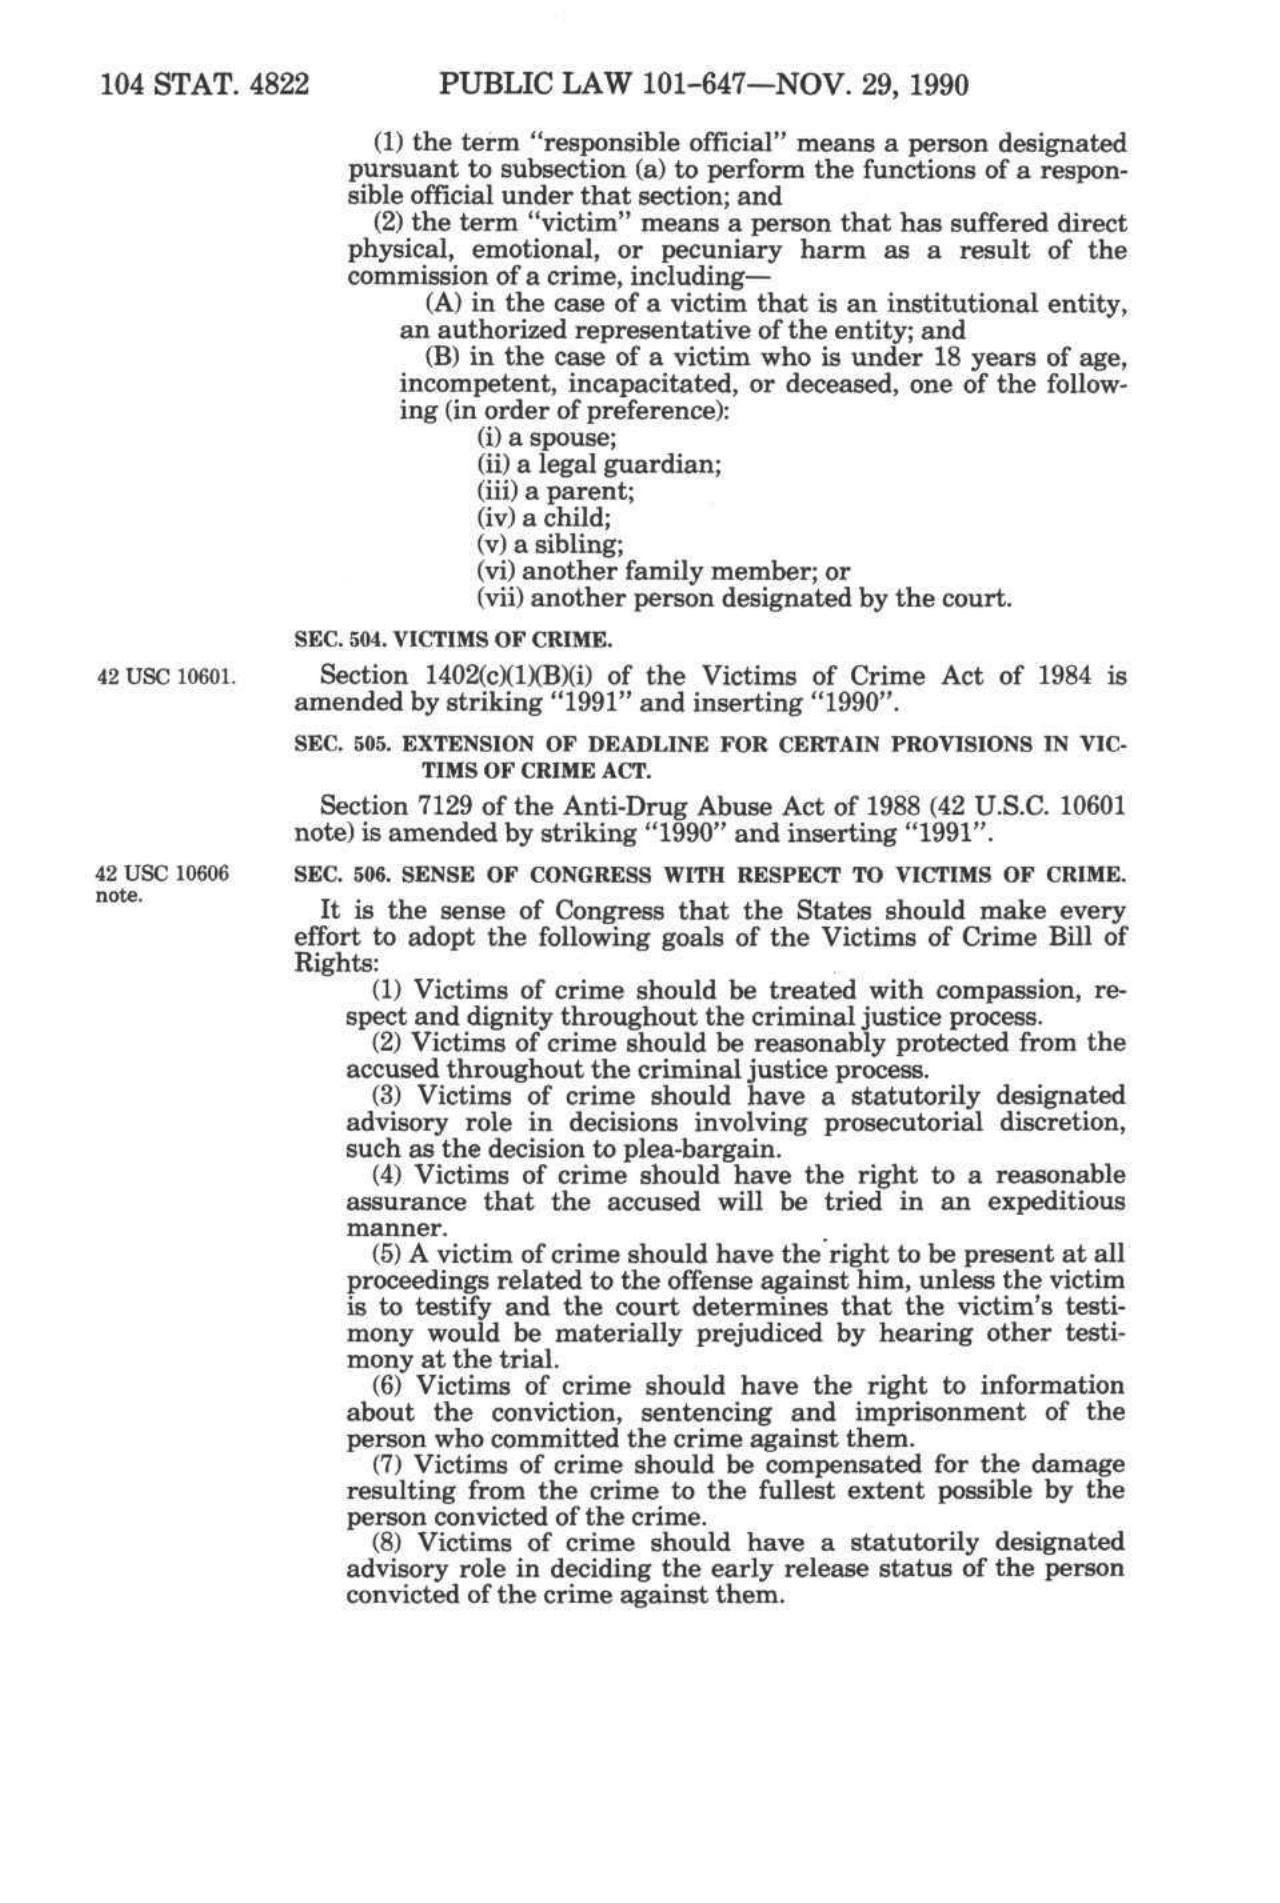 104 STAT. 4822 PUBLIC LAW 101-647—NOV. 29, 1990
(1) the term “responsible official” means a person designated
pursuant to subsection (a) to perform the functions of a respon-
sible official under that section; and
(2) the term “victim” means a person that has suffered direct
physical, emotional, or pecuniary harm as a result of the
commission of a crime, including—
(A) in the case of a victim that is an institutional entity,
an authorized representative of the entity; and
(B) in the case of a victim who is under 18 years of age,
incompetent, incapacitated, or deceased, one of the follow-
ing (in order of preference):
(i) a spouse;
(ii) a legal guardian;
(iii) a parent;
(iv) a child;
(v) a sibling;
(vi) another family member; or
(vii) another person designated by the court.
SEC. 504. VICTIMS OF CRIME.
42 USC 10601.
Section 1402(c)(1)(B)(i) of the Victims of Crime Act of 1984 is
amended by striking “1991” and inserting “1990”.
SEC. 505. EXTENSION OF DEADLINE FOR CERTAIN PROVISIONS IN VIC-
TIMS OF CRIME ACT.
Section 7129 of the Anti-Drug Abuse Act of 1988 (42 U.S.C. 10601
note) is amended by striking “1990” and inserting “1991”.
42 USC 10606
note.
SEC. 506. SENSE OF CONGRESS WITH RESPECT TO VICTIMS OF CRIME.
It is the sense of Congress that the States should make every
effort to adopt the following goals of the Victims of Crime Bill of
Rights:
(1) Victims of crime should be treated with compassion, re-
spect and dignity throughout the criminal justice process.
(2) Victims of crime should be reasonably protected from the
accused throughout the criminal justice process.
(3) Victims of crime should have a statutorily designated
advisory role in decisions involving prosecutorial discretion,
such as the decision to plea-bargain.
(4) Victims of crime should have the right to a reasonable
assurance that the accused will be tried in an expeditious
manner.
(5) A victim of crime should have the right to be present at all
proceedings related to the offense against him, unless the victim
is to testify and the court determines that the victim's testi-
mony would be materially prejudiced by hearing other testi-
mony at the trial.
(6) Victims of crime should have the right to information
about the conviction, sentencing and imprisonment of the
person who committed the crime against them.
(7) Victims of crime should be compensated for the damage
resulting from the crime to the fullest extent possible by the
person convicted of the crime.
(8) Victims of crime should have a statutorily designated
advisory role in deciding the early release status of the person
convicted of the crime against them.